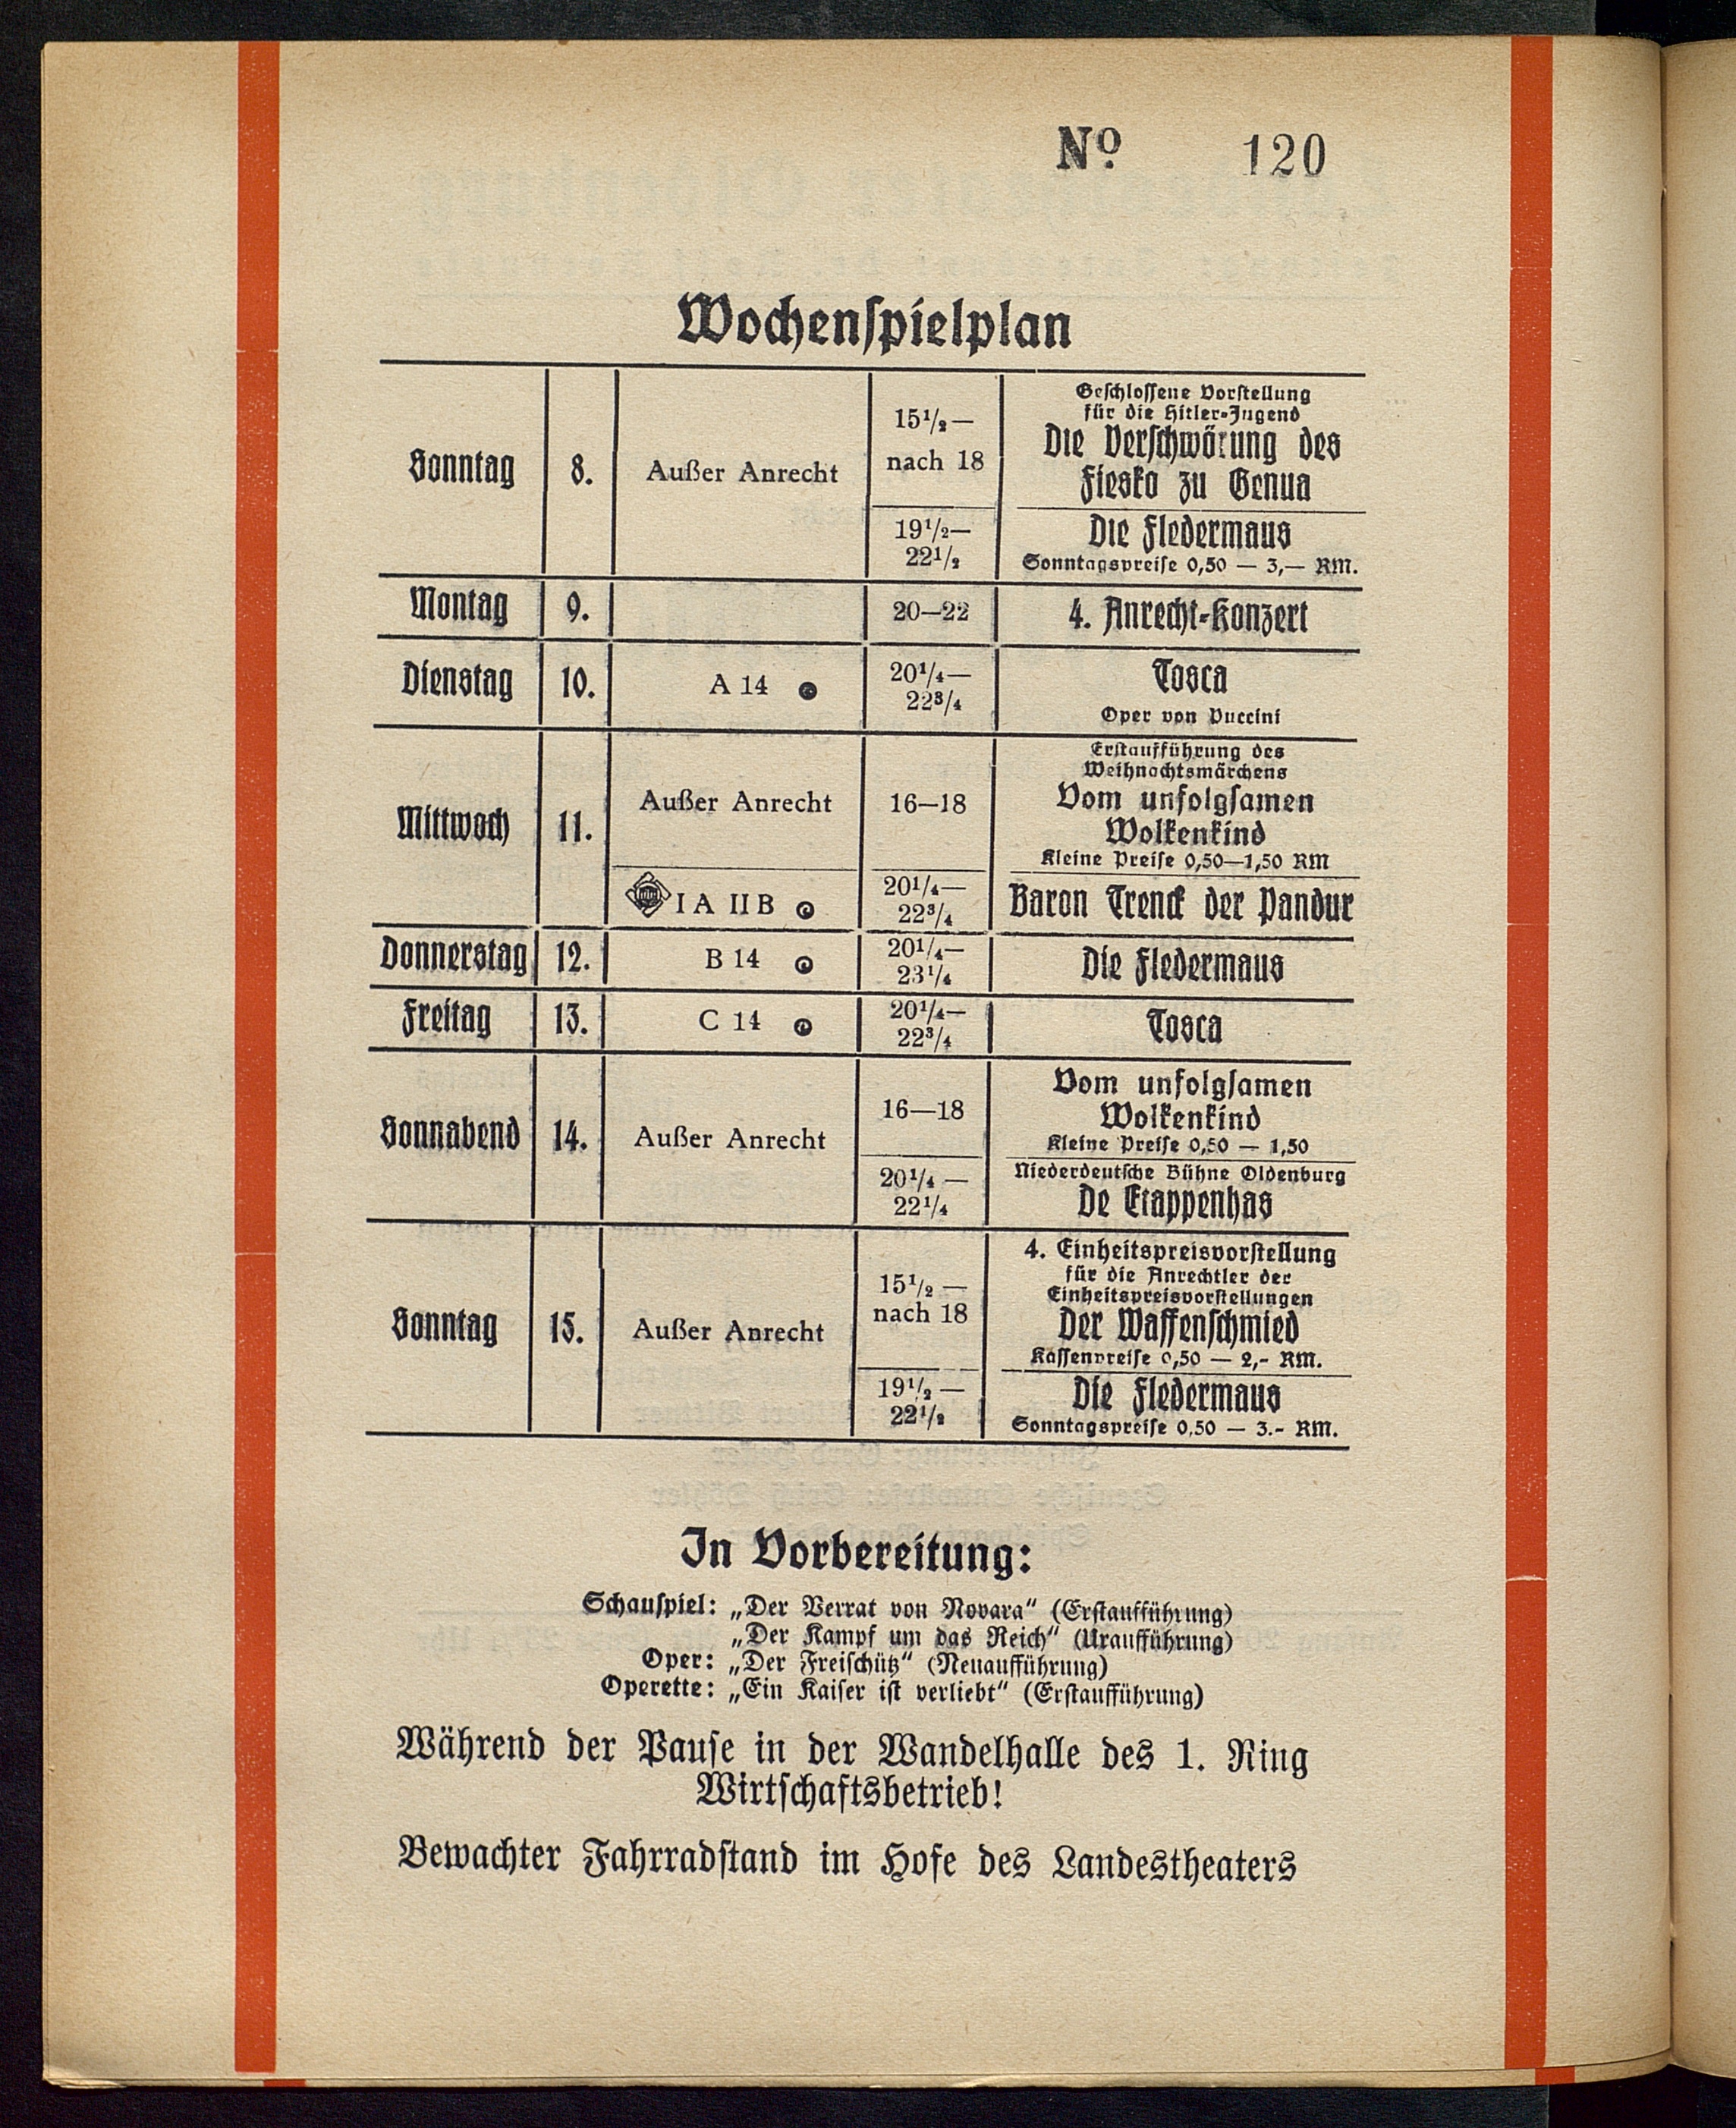 Nº 120
Wochenspielplan
Sonntag
8.
Außer Anrecht
15½—
nach 18
Geschlossene Vorstellung
für die Hitler-Jugend
Die Verschwörung des
Fiesko zu Genua
19½—
22½
Die Fledermaus
Sonntagspreise 0,50 — 3,— RM.
Montag
9.
20—22
4. Anrecht-Konzert
Dienstag
10.
A 14
20¼—
22¾
Tosca
Oper von Puccini
Mittwoch
11.
Außer Anrecht
16—18
Erstaufführung des
Weihnachtsmärchens
Vom unfolgsamen
Wolkenkind
Kleine Preise 0,50—1,50 RM
I A II B
20¼—
22¾
Baron Trenck der Pandur
Donnerstag
12.
B 14
20¼—
23¼
Die Fledermaus
Freitag
13.
C 14
20¼—
22¾
Tosca
Sonnabend
14.
Außer Anrecht
16—18
Vom unfolgsamen
Wolkenkind
Kleine Preise 0,50 — 1,50
20¼ —
22¼
Niederdeutsche Bühne Oldenburg
De Etappenhas
Sonntag
15.
Außer Anrecht
15½ —
nach 18
4. Einheitspreisvorstellung
für die Anrechtler der
Einheitspreisvorstellungen
Der Waffenschmied
Kassenpreise 0,50 — 2,- RM.
19½ —
22½
Die Fledermaus
Sonntagspreise 0,50 — 3.- RM.
In Vorbereitung:
Schauspiel: „Der Verrat von Novara“ (Erstaufführung)
„Der Kampf um das Reich“ (Uraufführung)
Oper: „Der Freischütz“ (Neuaufführung)
Operette: „Ein Kaiser ist verliebt“ (Erstaufführung)
Während der Pause in der Wandelhalle des 1. Ring
Wirtschaftsbetrieb!
Bewachter Fahrradstand im Hofe des Landestheaters